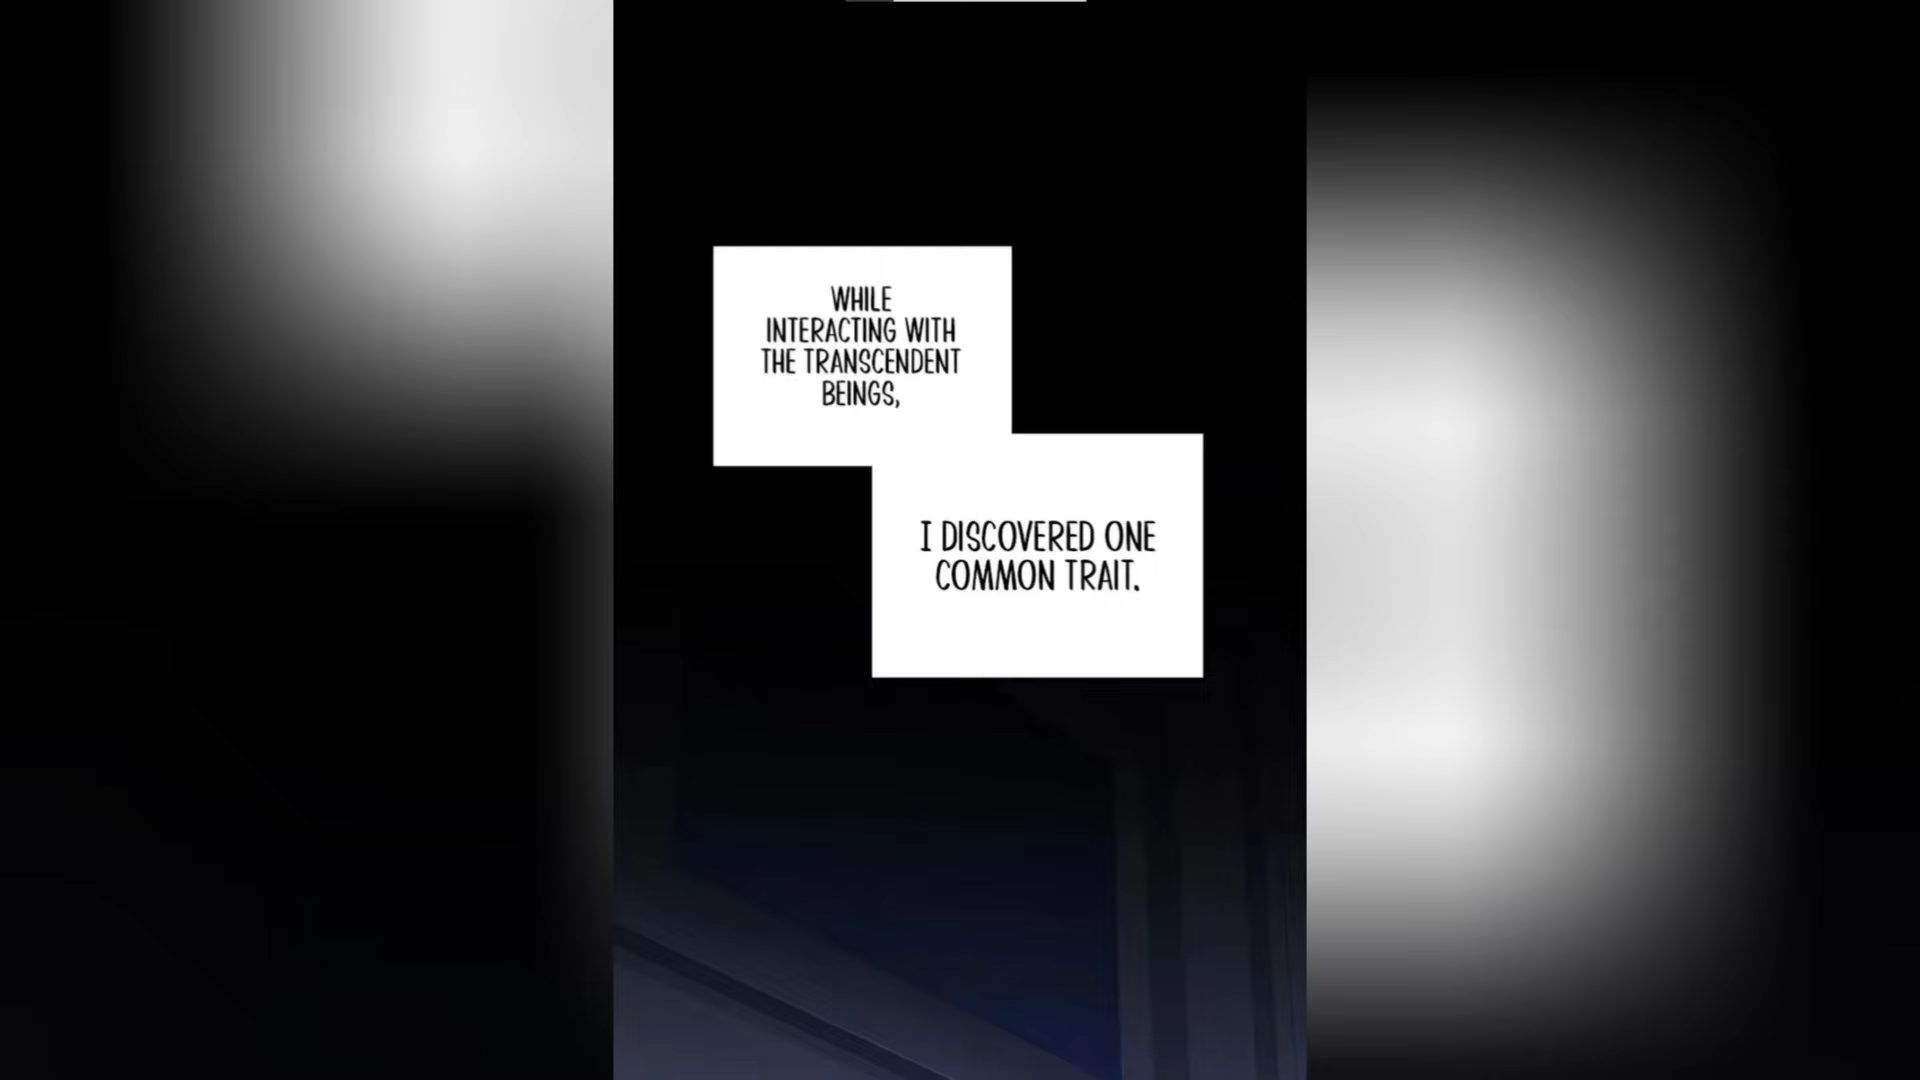 WHILE
INTERACTING WITH
THE TRANSCENDENT
BEINGS,
I DISCOVERED ONE
COMMON TRAIT.